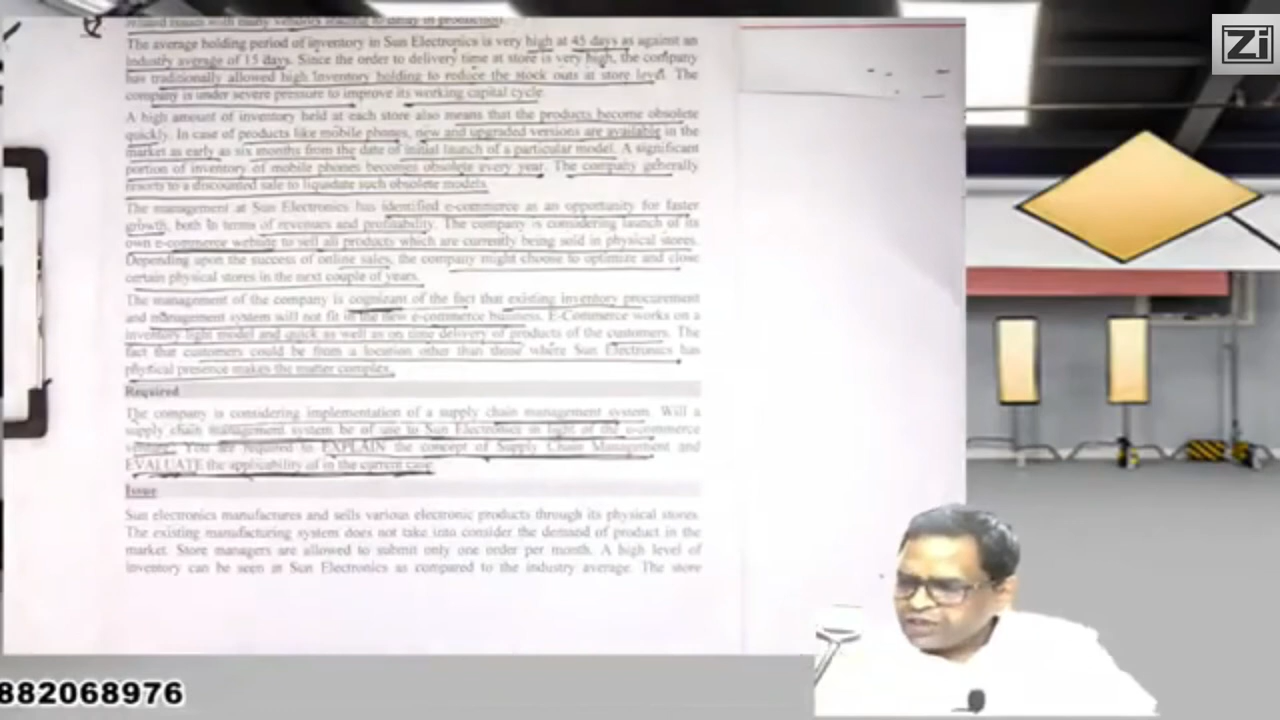 related issues with many vendors leading to delay in production.
The average holding period of inventory in Sun Electronics is very high at 45 days as against an
industry average of 15 days. Since the order to delivery time at store is very high, the company
has traditionally allowed high inventory holding to reduce the stock outs at store level. The
company is under severe pressure to improve its working capital cycle.
A high amount of inventory held at each store also means that the products become obsolete
quickly. In case of products like mobile phones, new and upgraded versions are available in the
market as early as six months from the date of initial launch of a particular model. A significant
portion of inventory of mobile phones becomes obsolete every year. The company generally
resorts to a discounted sale to liquidate such obsolete models.
The management at Sun Electronics has identified e-commerce as an opportunity for faster
growth, both in terms of revenues and profitability. The company is considering launch of its
own e-commerce website to sell all products which are currently being sold in physical stores.
Depending upon the success of online sales, the company might choose to optimize and close
certain physical stores in the next couple of years.
The management of the company is cognizant of the fact that existing inventory procurement
and management system will not fit in the new e-commerce business. E-Commerce works on a
inventory light model and quick as well as on time delivery of products of the customers. The
fact that customers could be from a location other than those where Sun Electronics has
physical presence makes the matter complex.
Required
The company is considering implementation of a supply chain management system. Will a
supply chain management system be of use to Sun Electronics in light of the e-commerce
venture. You are required to EXPLAIN the concept of Supply Chain Management and
EVALUATE the applicability of in the current case.
Issue
Sun electronics manufactures and sells various electronic products through its physical stores.
The existing manufacturing system does not take into consider the demand of product in the
market. Store managers are allowed to submit only one order per month. A high level of
inventory can be seen at Sun Electronics as compared to the industry average. The store
Zi
882068976